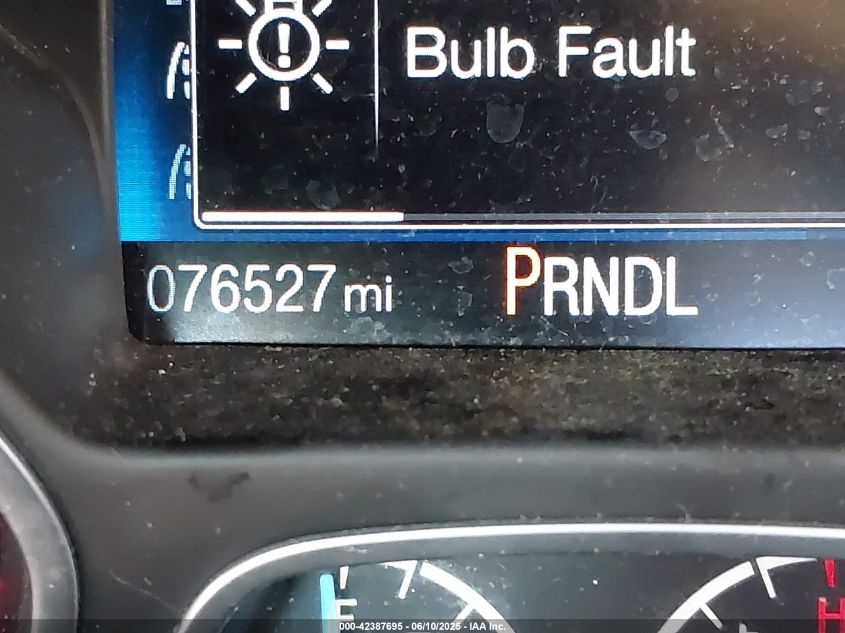 Bulb Fault
076527 mi PRNDL
E H
000-42387695 - 06/10/2025 - IAA Inc.